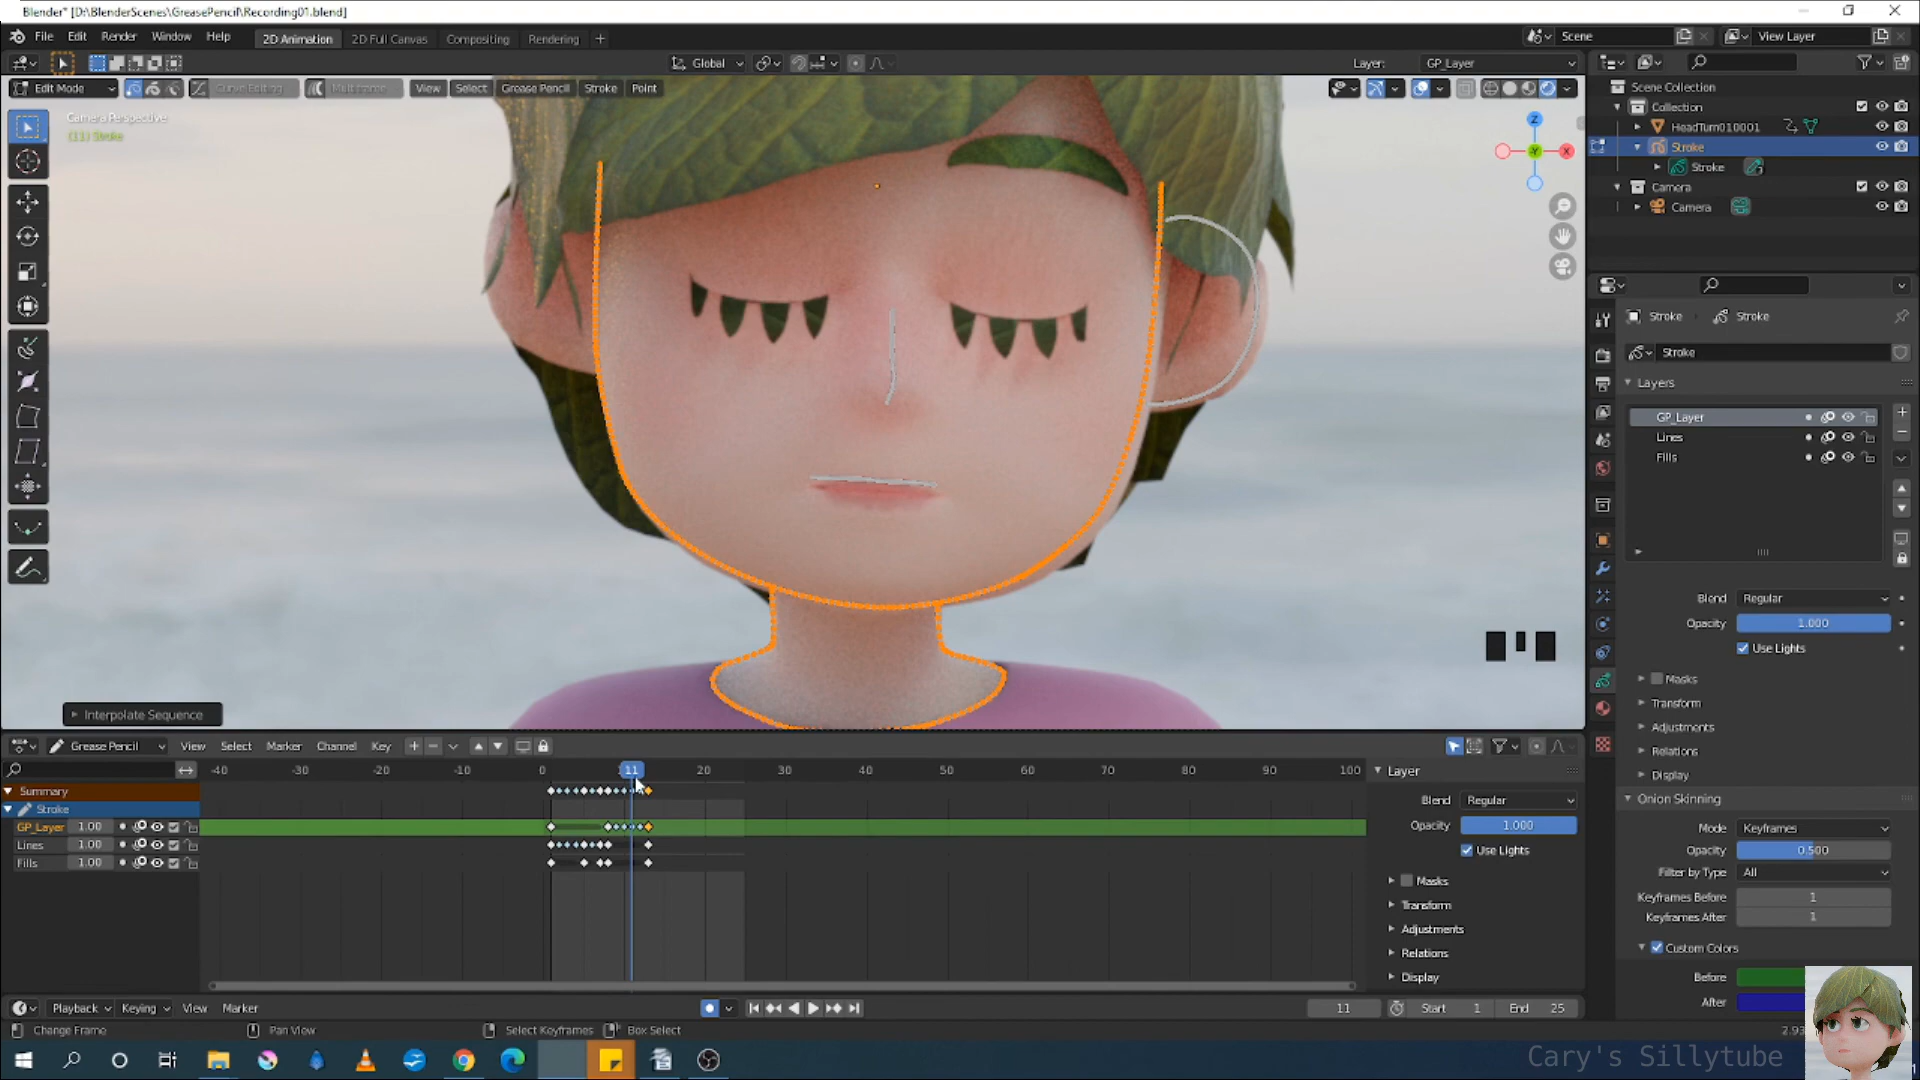 Blender* [D:\BlenderScenes\GreasePencil\Recording01.blend]
File Edit Render Window Help 2D Animation 2D Full Canvas Compositing Rendering + Scene View Layer
Global Layer: GP_Layer
Edit Mode Curve Editing Multiframe View Select Grease Pencil Stroke Point
Camera Perspective
(11) Stroke
Z
Y
X
Scene Collection
Collection
HeadTurn010001
Stroke
Stroke
Camera
Camera
Stroke Stroke
Stroke
Layers
GP_Layer
Lines
Fills
Blend Regular
Opacity 1.000
Use Lights
Masks
Transform
Adjustments
Relations
Display
Onion Skinning
Mode Keyframes
Opacity 0.500
Filter by Type All
Keyframes Before 1
Keyframes After 1
Custom Colors
Before
After
Interpolate Sequence
Grease Pencil View Select Marker Channel Key
-40 -30 -20 -10 0 11 20 30 40 50 60 70 80 90 100
Summary
Stroke
GP_Layer 1.00
Lines 1.00
Fills 1.00
Layer
Blend Regular
Opacity 1.000
Use Lights
Masks
Transform
Adjustments
Relations
Display
Playback Keying View Marker 11 Start 1 End 25
Change Frame Pan View Select Keyframes Box Select 2.93
Cary's Sillytube